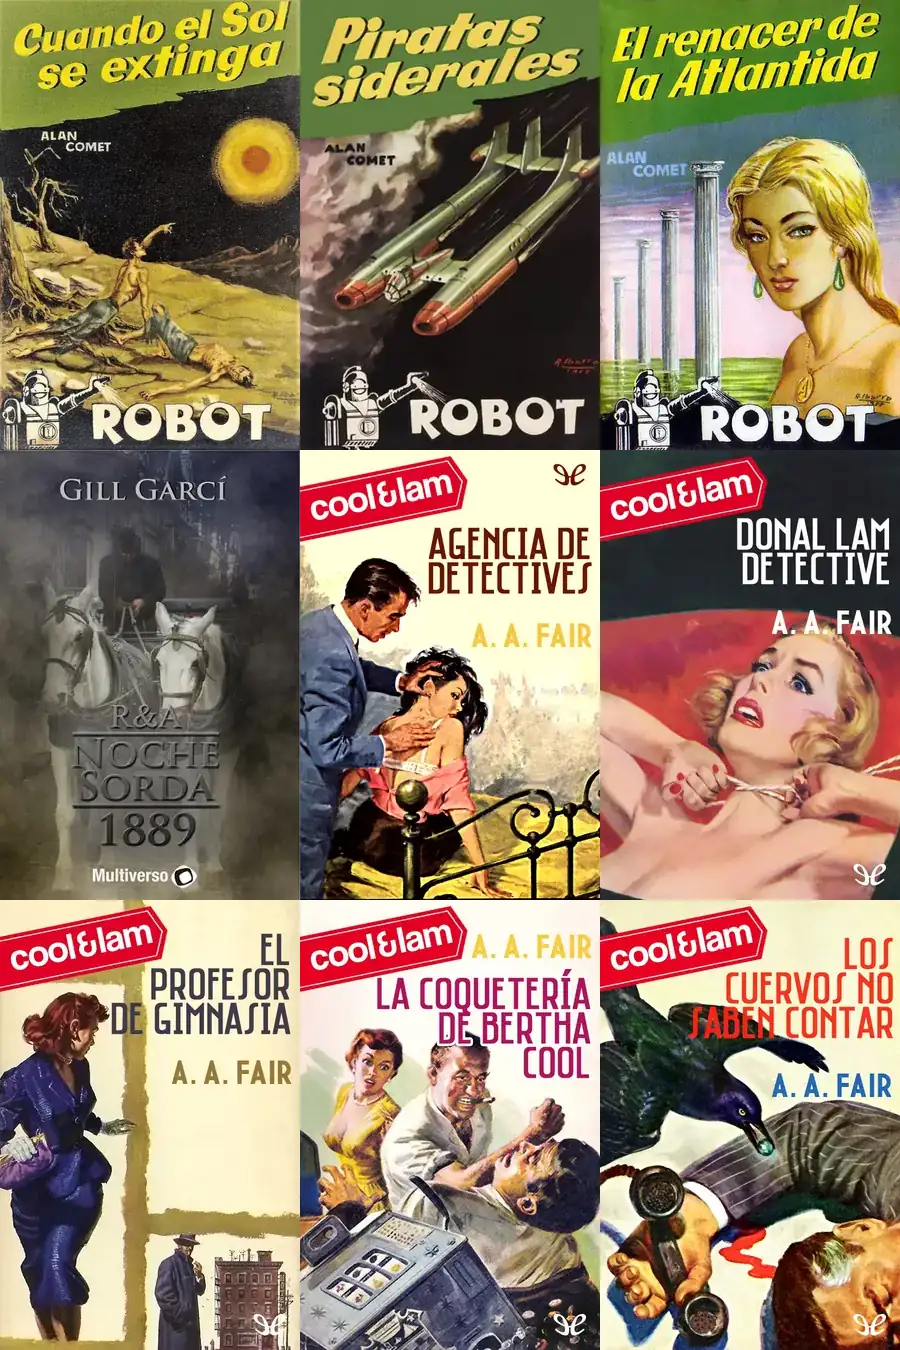 Cuando el Sol
se extinga
ALAN
COMET
ROBOT
Piratas
siderales
ALAN
COMET
ROBOT
El renacer de
la Atlantida
ALAN
COMET
ROBOT
GILL GARCÍ
R&A
NOCHE
SORDA
1889
Multiverso
cool&lam
AGENCIA DE
DETECTIVES
A. A. FAIR
cool&lam
DONAL LAM
DETECTIVE
A. A. FAIR
cool&lam
EL
PROFESOR
DE GIMNASIA
A. A. FAIR
cool&lam
A. A. FAIR
LA COQUETERÍA
DE BERTHA
COOL
cool&lam
LOS
CUERVOS NO
SABEN CONTAR
A. A. FAIR